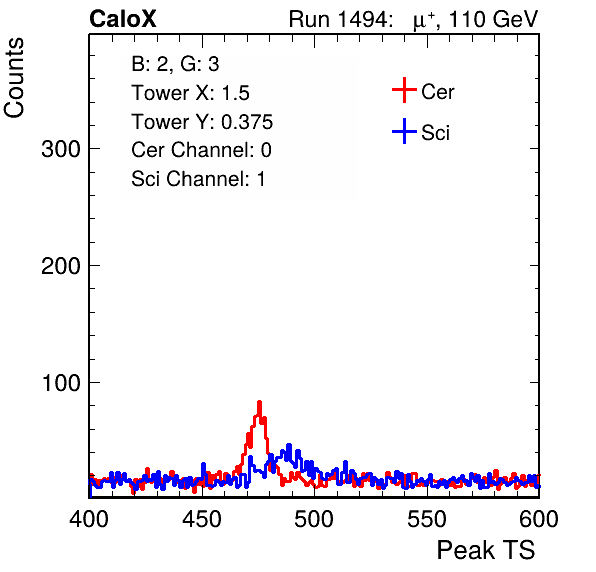 CaloX Run 1494: μ⁺, 110 GeV
Counts
B: 2, G: 3
Tower X: 1.5
Tower Y: 0.375
Cer Channel: 0
Sci Channel: 1
Cer
Sci
300
200
100
400 450 500 550 600
Peak TS